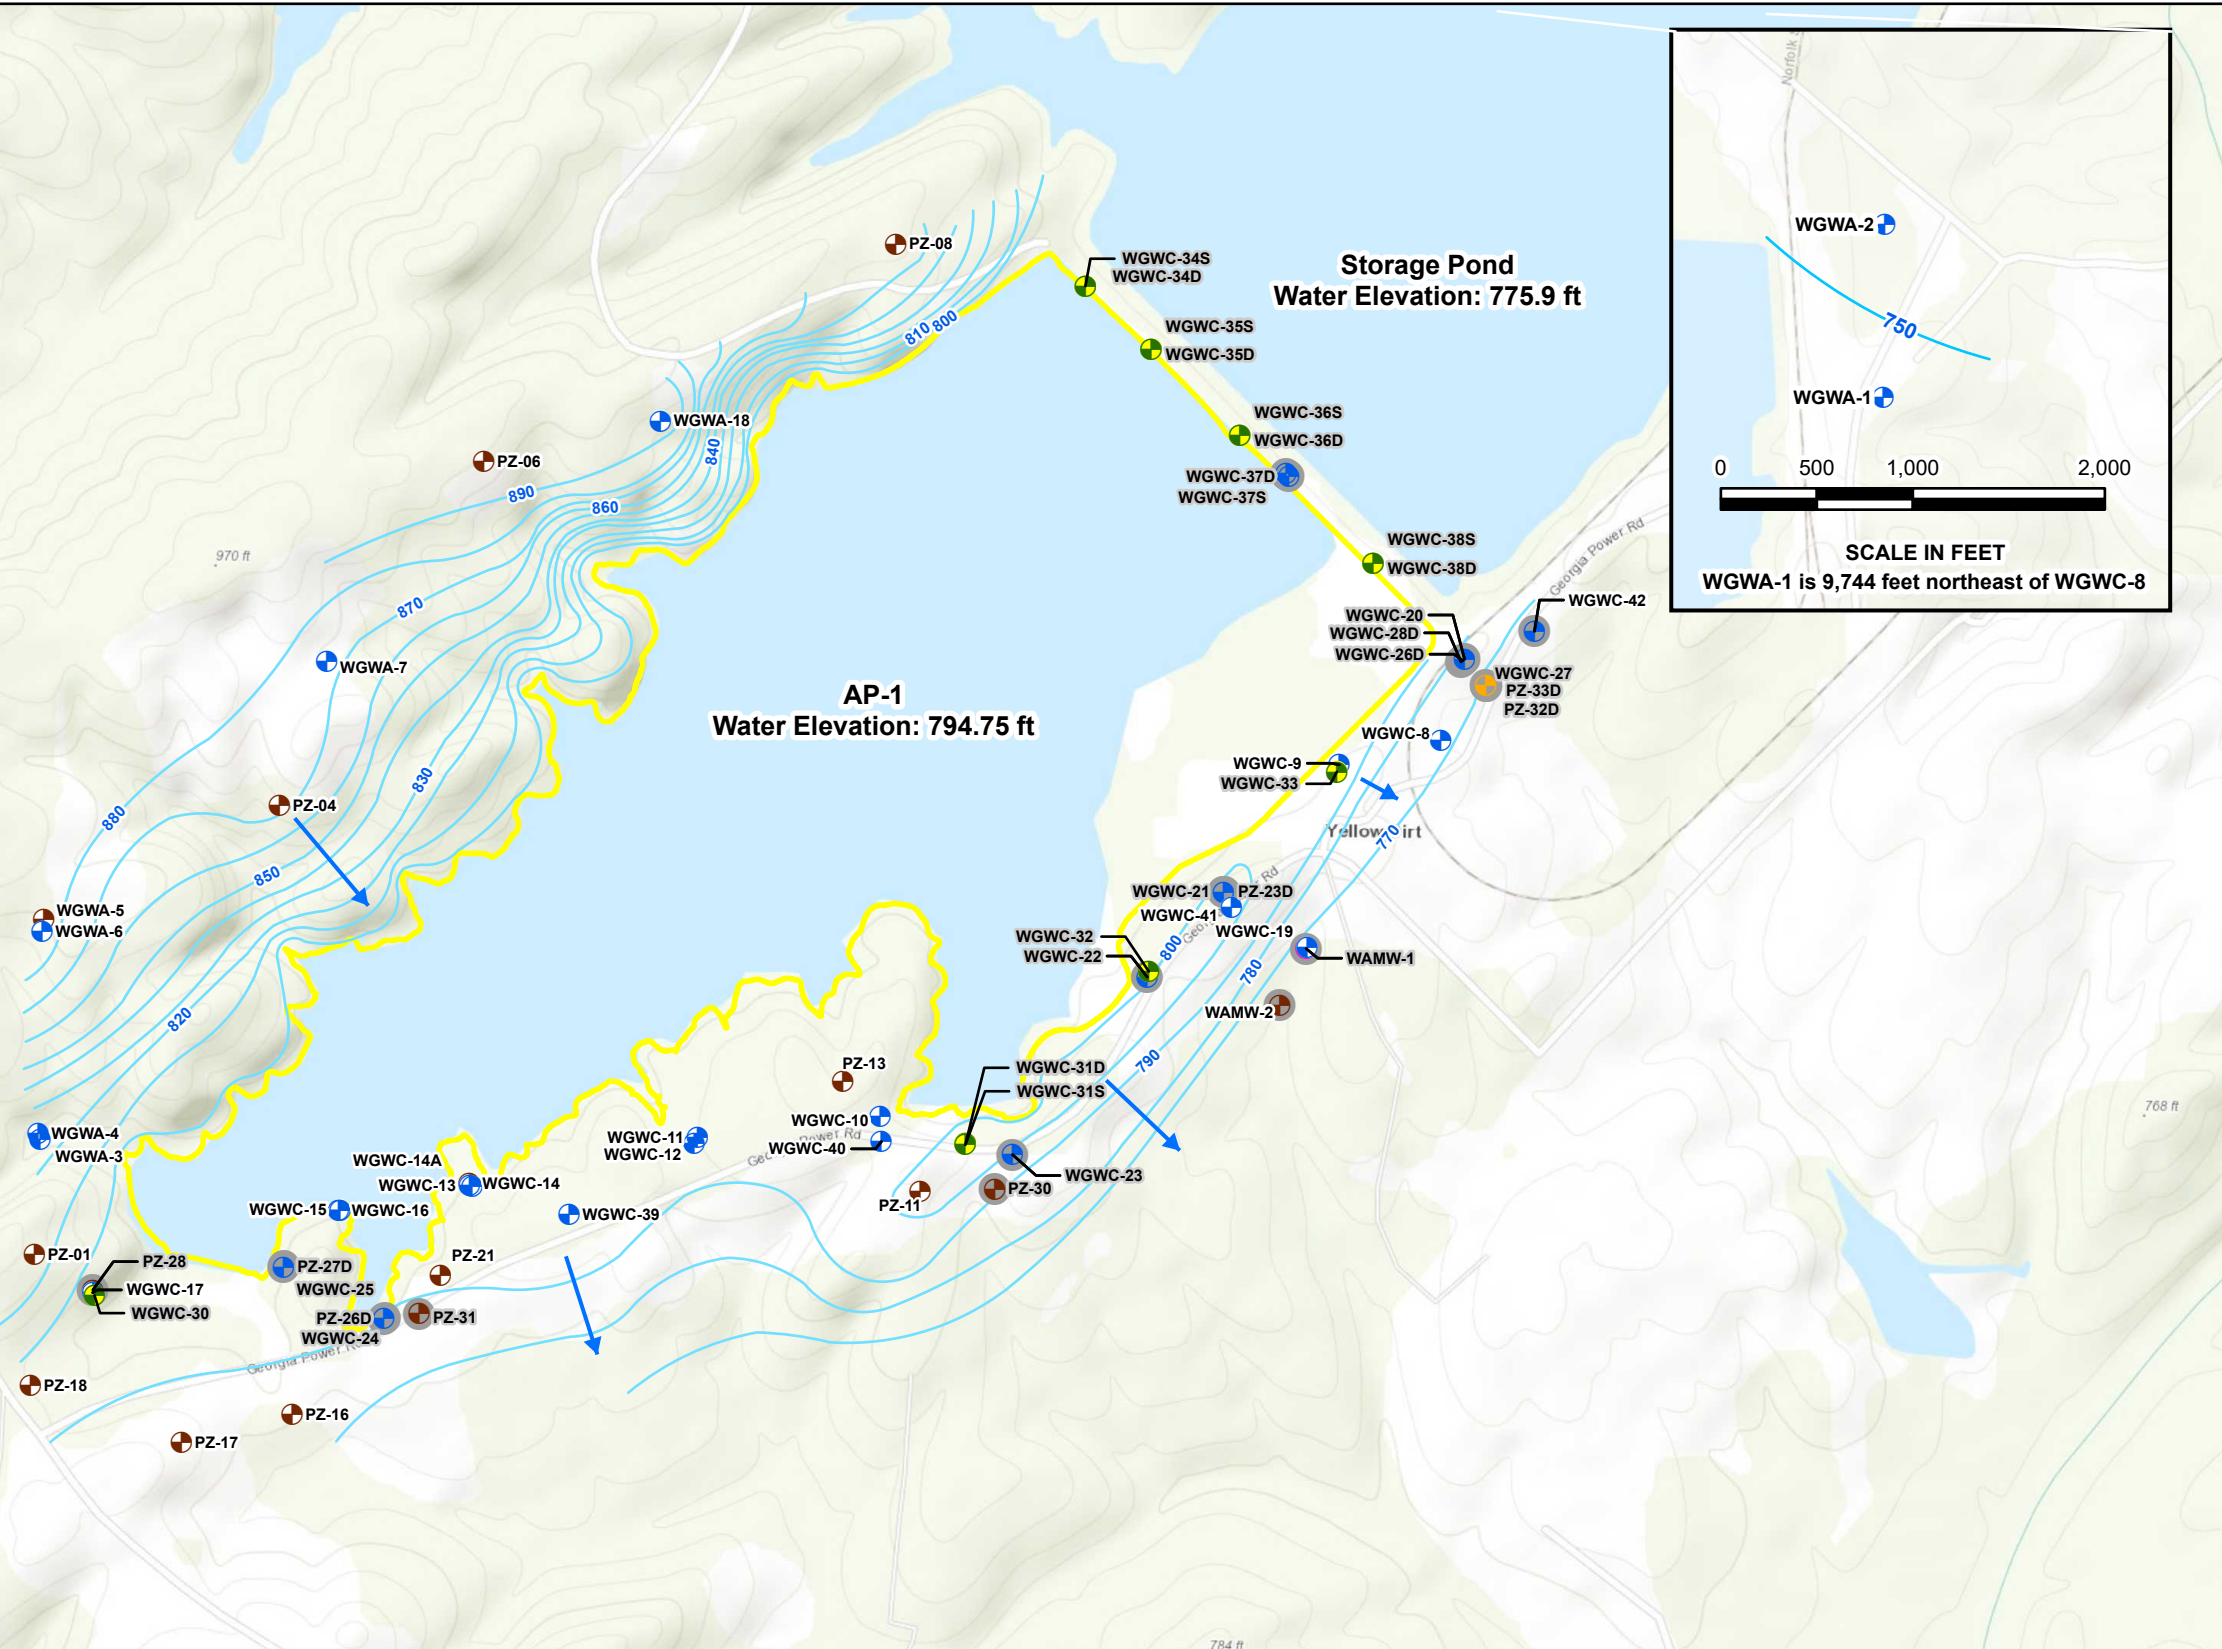 Norfolk S
WGWA-2
750
WGWA-1
0 500 1,000 2,000
SCALE IN FEET
WGWA-1 is 9,744 feet northeast of WGWC-8
PZ-08
WGWC-34S
WGWC-34D
Storage Pond
Water Elevation: 775.9 ft
810
800
WGWC-35S
WGWC-35D
WGWA-18
WGWC-36S
WGWC-36D
840
PZ-06
WGWC-37D
WGWC-37S
890
860
WGWC-38S
WGWC-38D
Georgia Power Rd
970 ft
870
WGWC-20
WGWC-28D
WGWC-26D
WGWC-42
WGWA-7
WGWC-27
PZ-33D
PZ-32D
AP-1
Water Elevation: 794.75 ft
WGWC-8
WGWC-9
WGWC-33
830
PZ-04
880
770
850
WGWC-21
PZ-23D
Rd
WGWC-41
WGWC-19
WGWA-5
WGWA-6
WGWC-32
WGWC-22
800
WAMW-1
780
WAMW-2
820
790
PZ-13
WGWC-31D
WGWC-31S
768 ft
WGWC-10
WGWC-40
Power Rd
WGWC-11
WGWC-12
WGWA-4
WGWA-3
WGWC-14A
WGWC-13
WGWC-14
WGWC-23
PZ-30
PZ-11
WGWC-15
WGWC-16
WGWC-39
PZ-01
PZ-28
WGWC-17
WGWC-30
PZ-27D
WGWC-25
PZ-21
PZ-26D
WGWC-24
PZ-31
Georgia Power R
PZ-18
PZ-16
PZ-17
784 ft